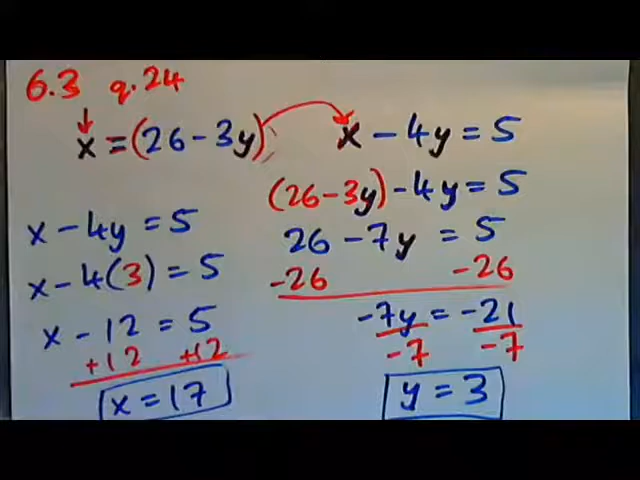 6.3 q.24
x = (26 - 3y)
x - 4y = 5
(26 - 3y) - 4y = 5
26 - 7y = 5
-26 -26
-7y = -21
-7 -7
y = 3
x - 4y = 5
x - 4(3) = 5
x - 12 = 5
+12 +12
x = 17